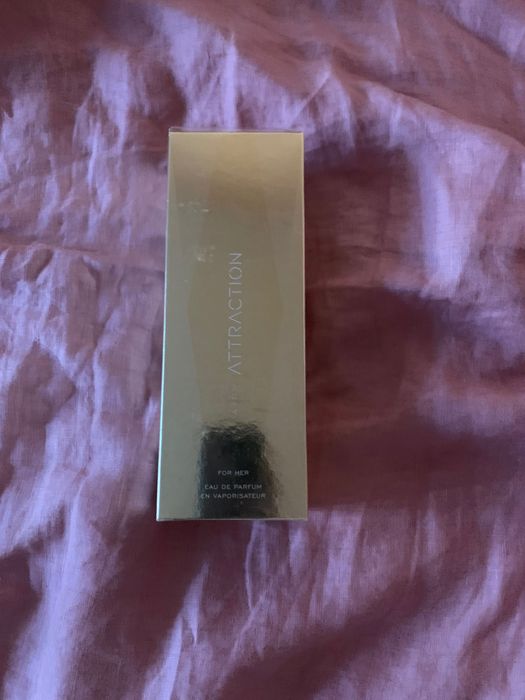 ATTRACTION
FOR HER
EAU DE PARFUM
EN VAPORISATEUR